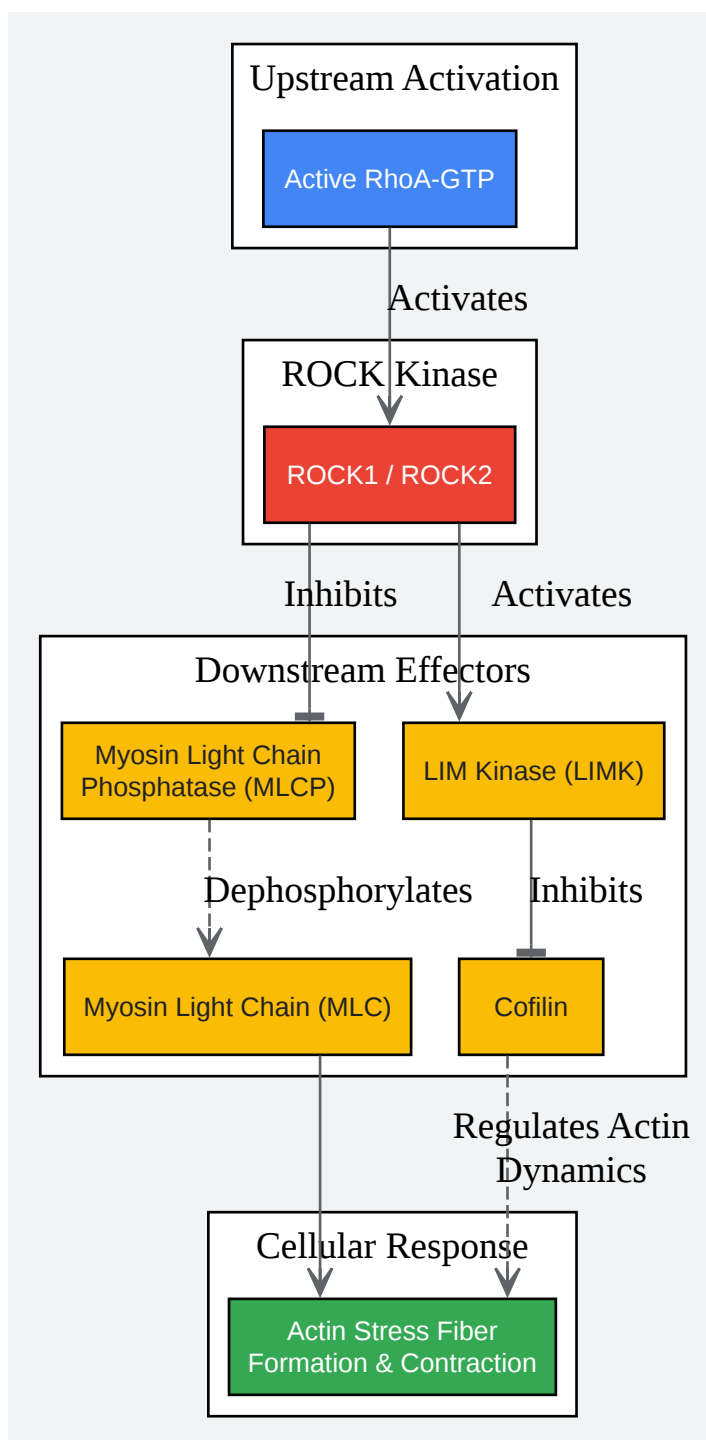 Upstream Activation
Active RhoA-GTP
Activates
ROCK Kinase
ROCK1 / ROCK2
Inhibits
Activates
Downstream Effectors
Myosin Light Chain
Phosphatase (MLCP)
LIM Kinase (LIMK)
Dephosphorylates
Inhibits
Myosin Light Chain (MLC)
Cofilin
Regulates Actin
Dynamics
Cellular Response
Actin Stress Fiber
Formation & Contraction